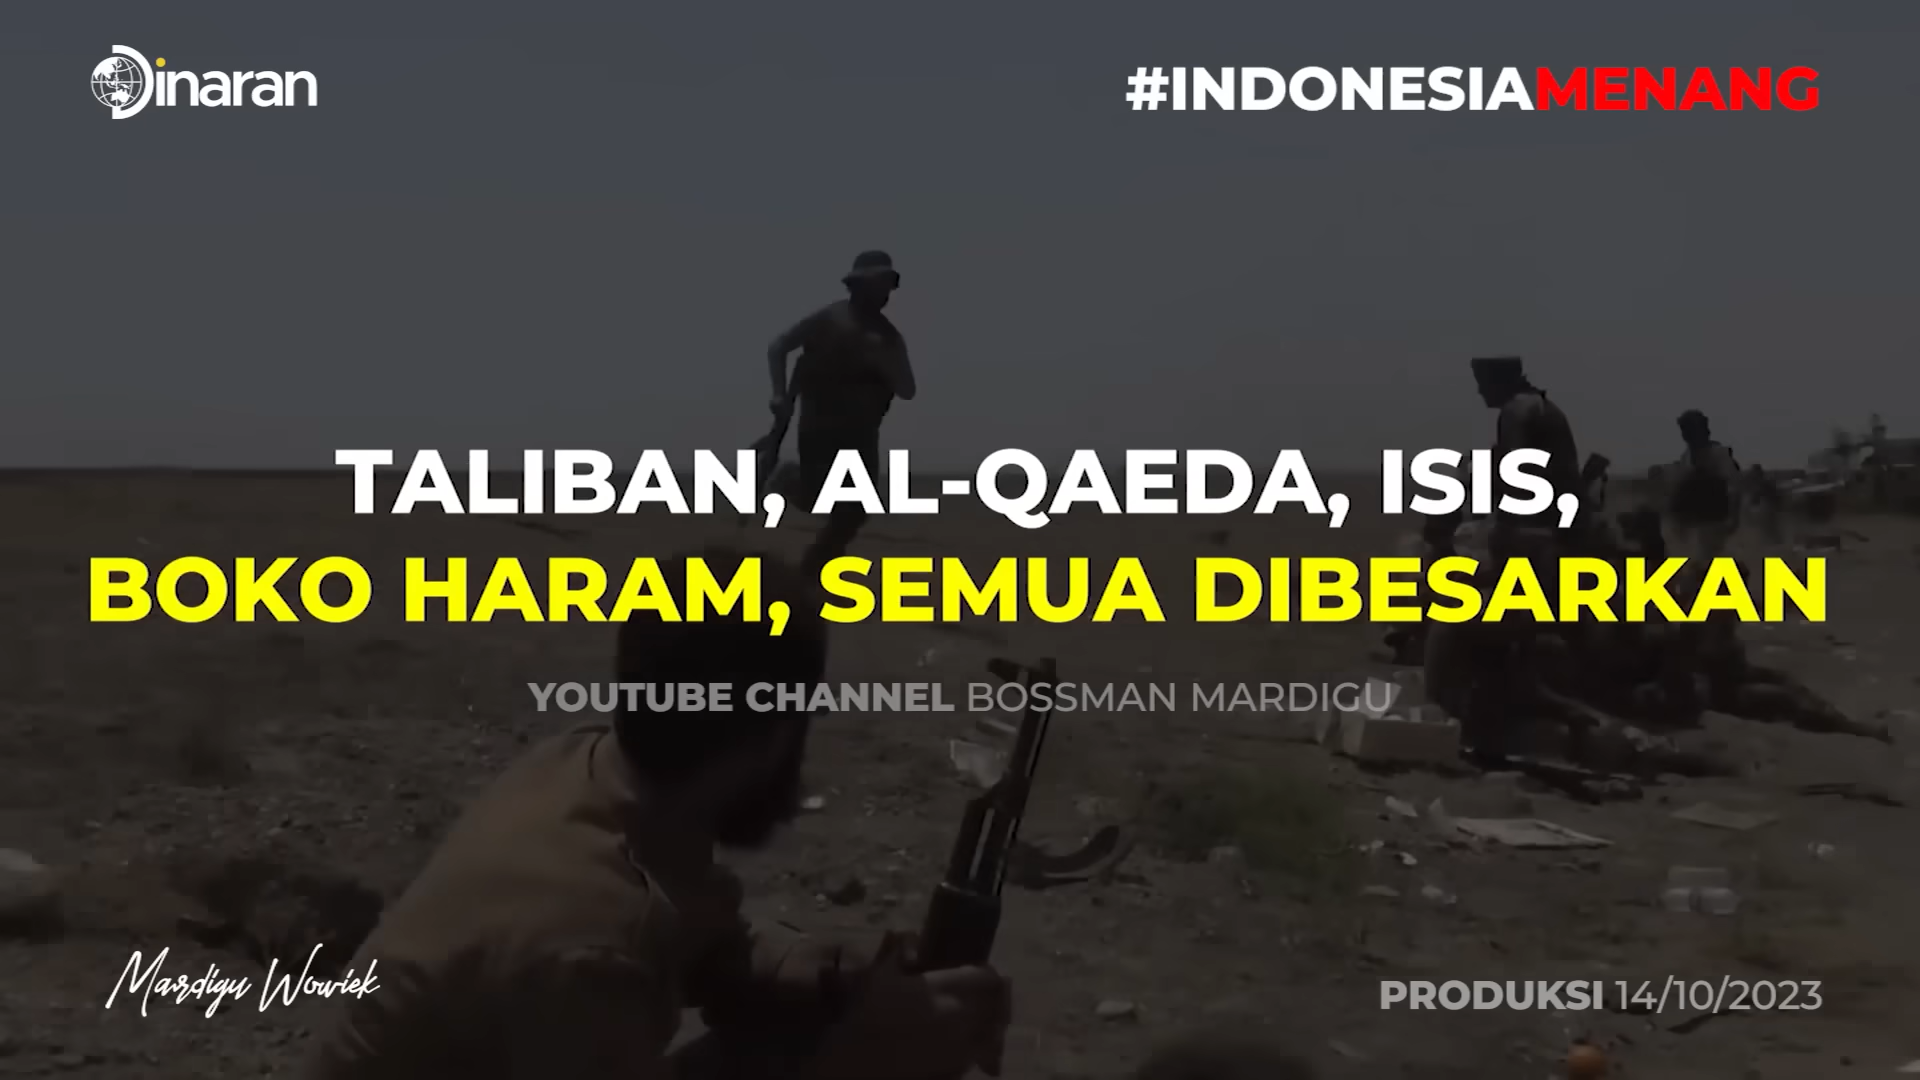 Dinaran
#INDONESIAMENANG
TALIBAN, AL-QAEDA, ISIS,
BOKO HARAM, SEMUA DIBESARKAN
YOUTUBE CHANNEL BOSSMAN MARDIGU
Mardigu Wowiek
PRODUKSI 14/10/2023